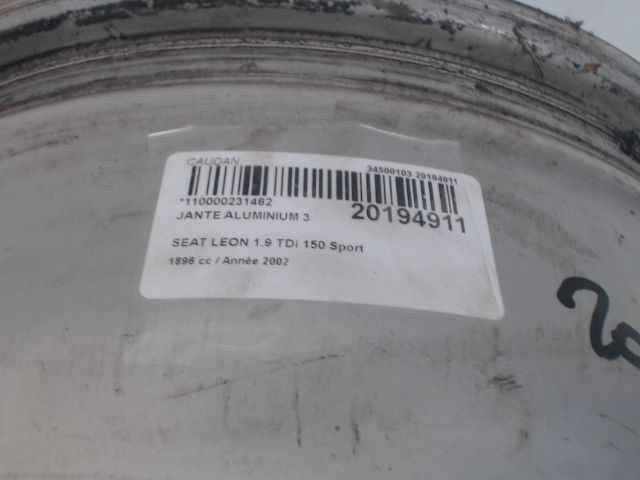 CAUDAN
34500103 20194911
*110000231462
JANTE ALUMINIUM 3
20194911
SEAT LEON 1.9 TDi 150 Sport
1896 cc / Année 2002